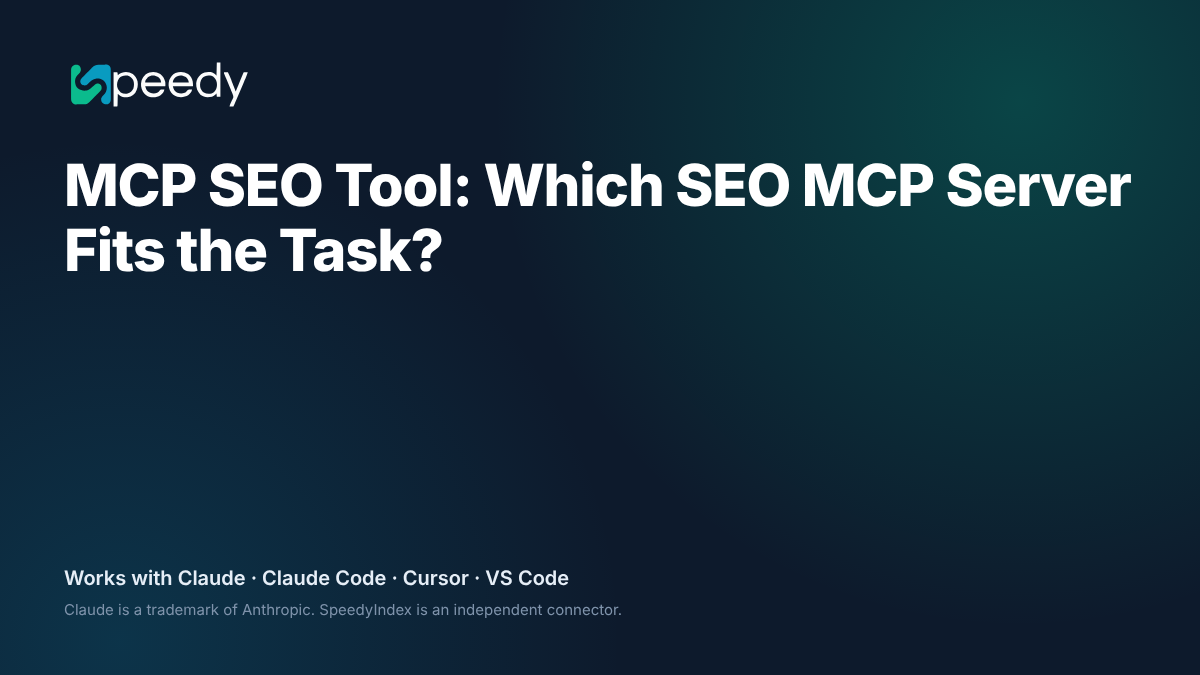 Speedy
MCP SEO Tool: Which SEO MCP Server
Fits the Task?
Works with Claude · Claude Code · Cursor · VS Code
Claude is a trademark of Anthropic. SpeedyIndex is an independent connector.